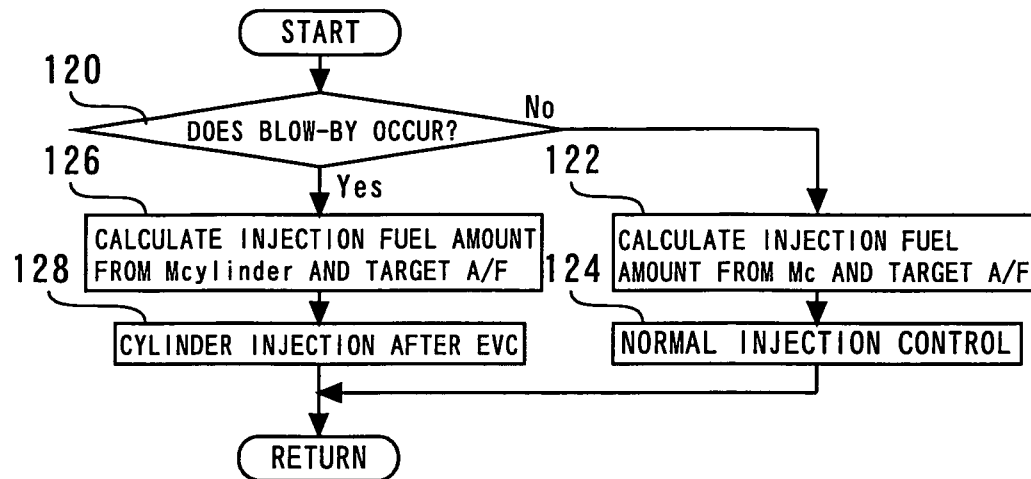 START
120
DOES BLOW-BY OCCUR?
No
126
Yes
122
CALCULATE INJECTION FUEL AMOUNT
FROM Mcylinder AND TARGET A/F
CALCULATE INJECTION FUEL
AMOUNT FROM Mc AND TARGET A/F
128
CYLINDER INJECTION AFTER EVC
124
NORMAL INJECTION CONTROL
RETURN